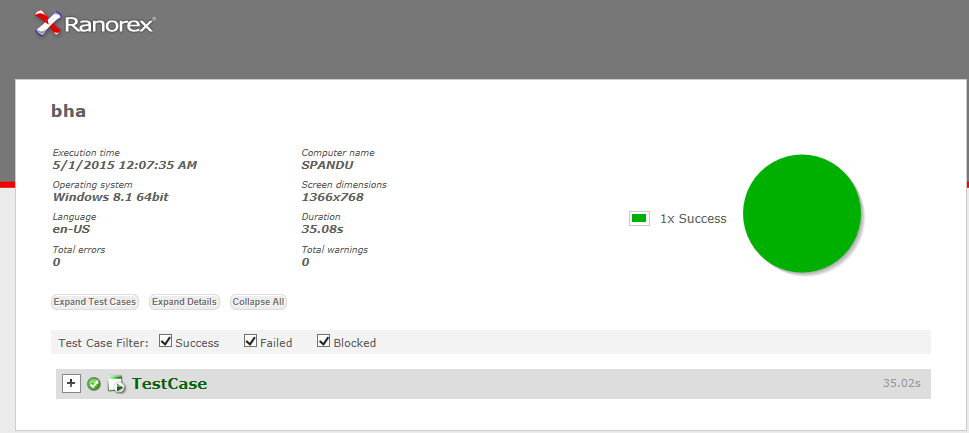 Ranorex
bha
Execution time Computer name
5/1/2015 12:07:35 AM SPANDU
Operating system Screen dimensions
Windows 8.1 64bit 1366x768
Language Duration
en-US 35.08s
Total errors Total warnings
0 0
1x Success
Expand Test Cases Expand Details Collapse All
Test Case Filter: Success Failed Blocked
TestCase 35.02s